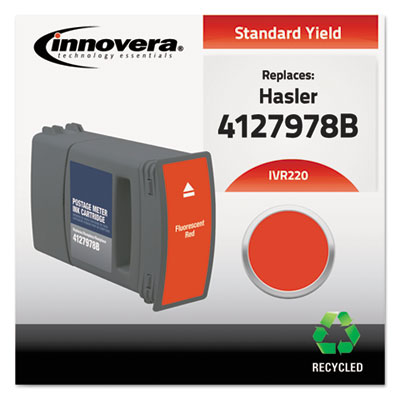 innovera
technology essentials
Standard Yield
Replaces:
Hasler
4127978B
IVR220
POSTAGE METER
INK CARTRIDGE
4127978B
Fluorescent
Red
RECYCLED